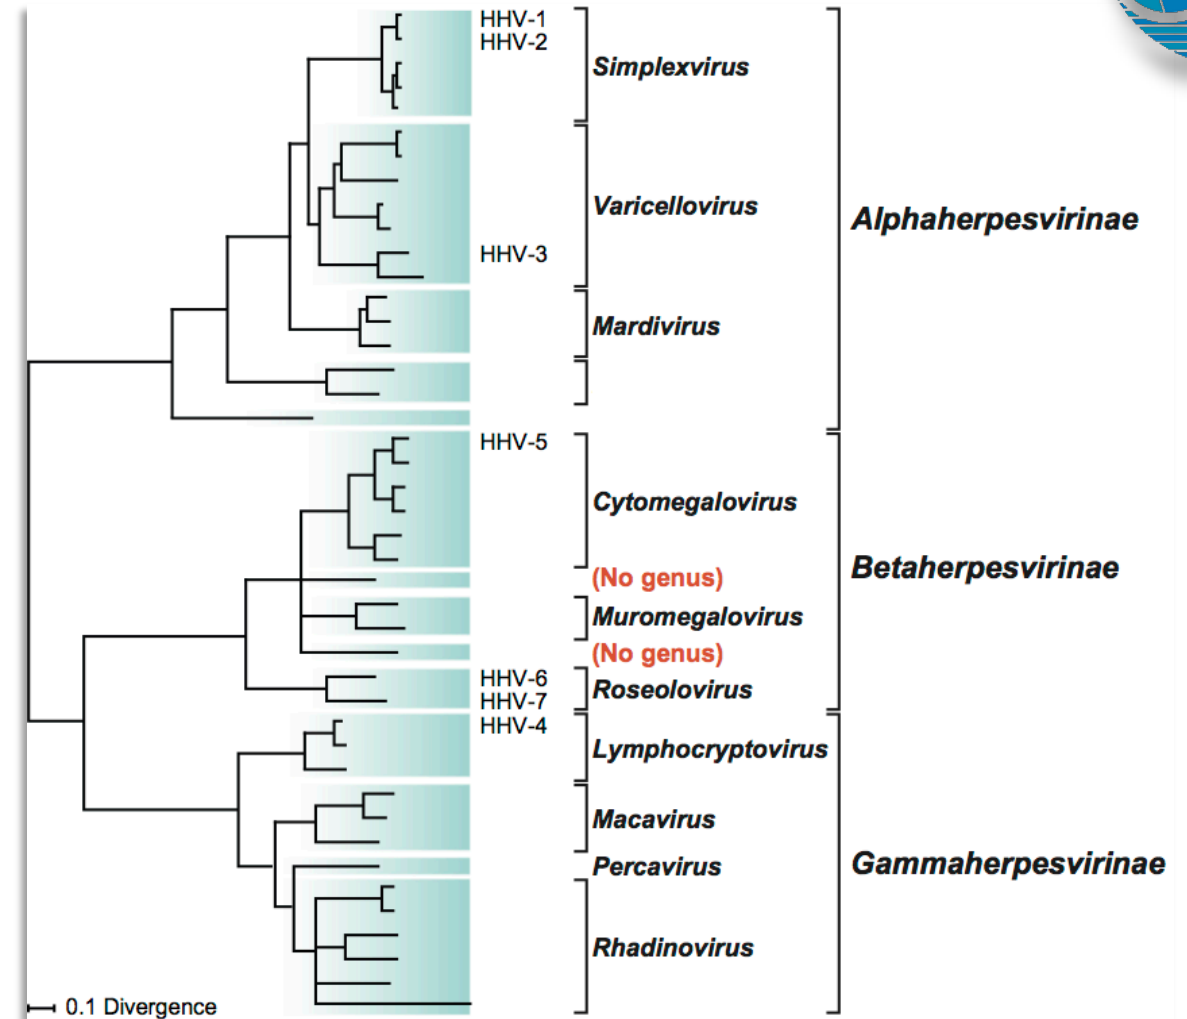 HHV-1
HHV-2
Simplexvirus
Varicellovirus
HHV-3
Alphaherpesvirinae
Mardivirus
HHV-5
Cytomegalovirus
(No genus)
Betaherpesvirinae
Muromegalovirus
(No genus)
HHV-6
Roseolovirus
HHV-7
HHV-4
Lymphocryptovirus
Macavirus
Percavirus
Gammaherpesvirinae
Rhadinovirus
0.1 Divergence